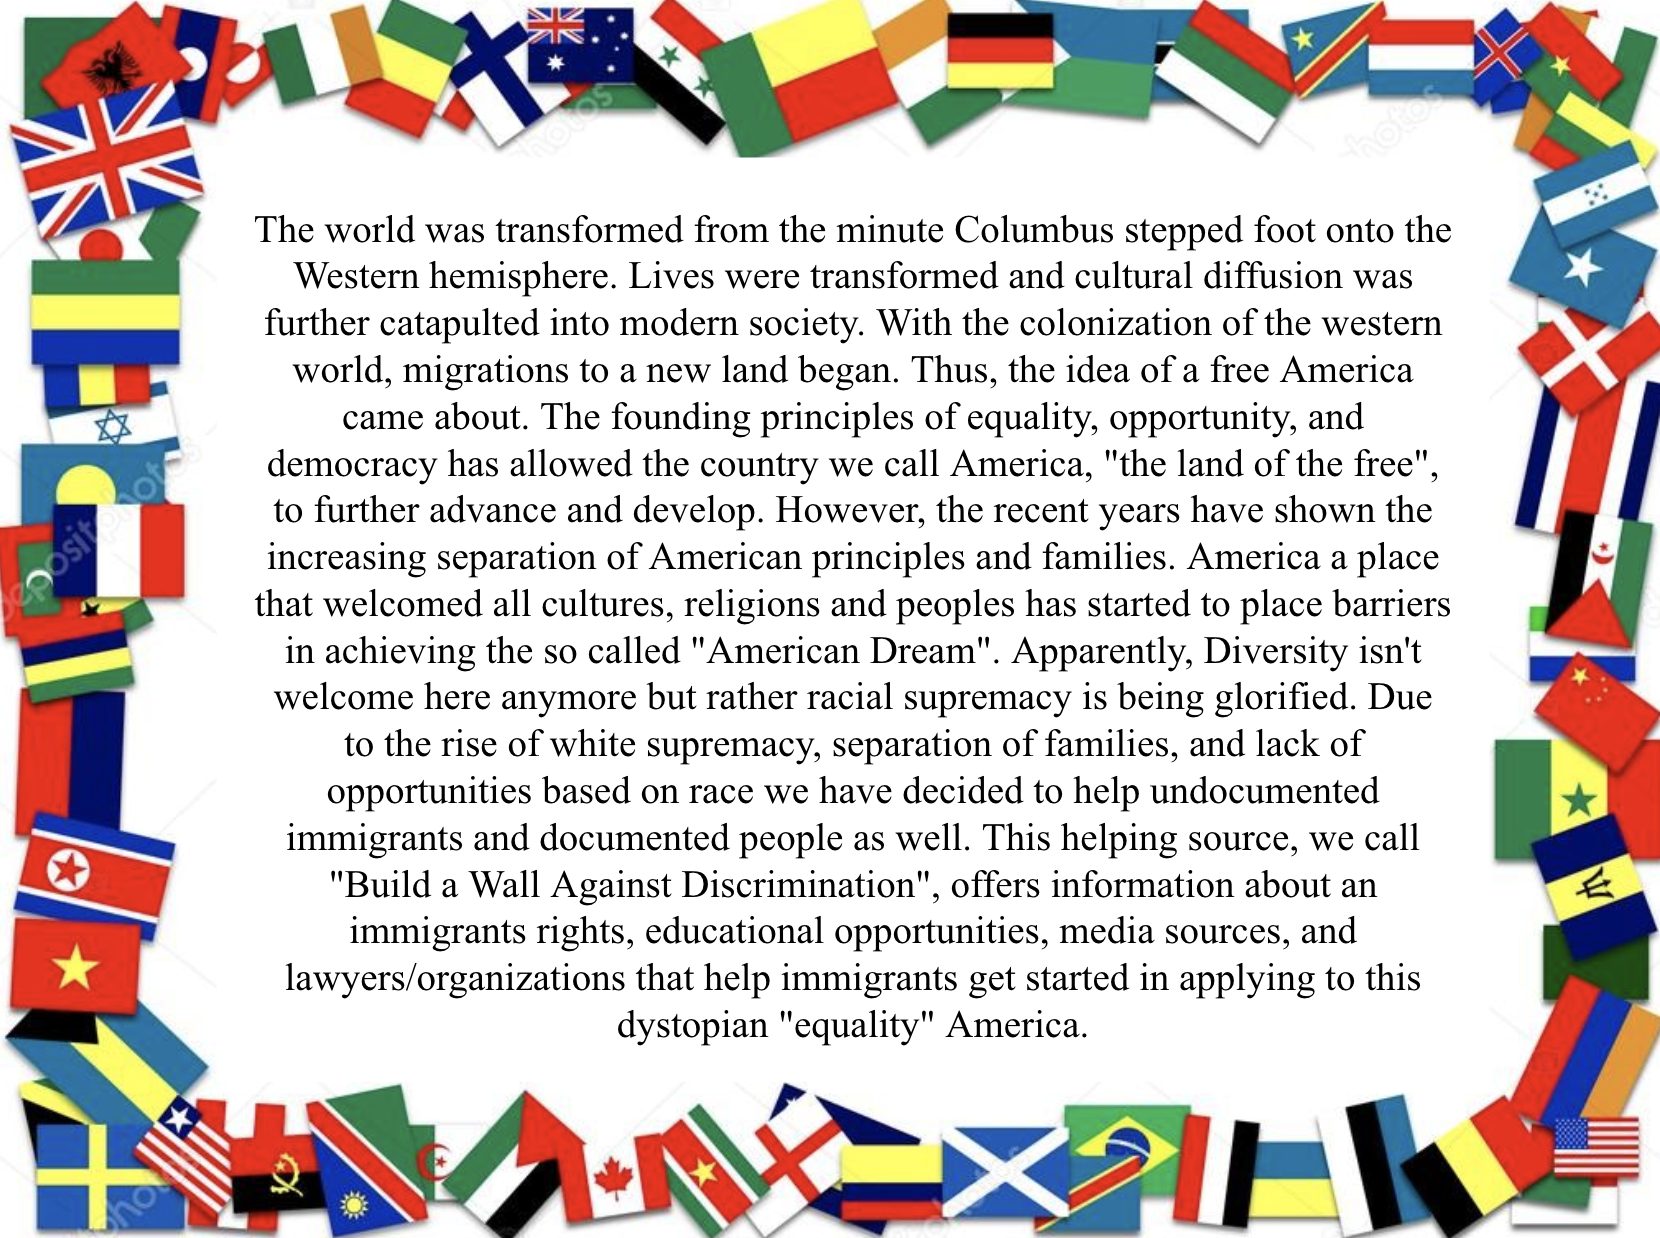 The world was transformed from the minute Columbus stepped foot onto the
Western hemisphere. Lives were transformed and cultural diffusion was
further catapulted into modern society. With the colonization of the western
world, migrations to a new land began. Thus, the idea of a free America
came about. The founding principles of equality, opportunity, and
democracy has allowed the country we call America, "the land of the free",
to further advance and develop. However, the recent years have shown the
increasing separation of American principles and families. America a place
that welcomed all cultures, religions and peoples has started to place barriers
in achieving the so called "American Dream". Apparently, Diversity isn't
welcome here anymore but rather racial supremacy is being glorified. Due
to the rise of white supremacy, separation of families, and lack of
opportunities based on race we have decided to help undocumented
immigrants and documented people as well. This helping source, we call
"Build a Wall Against Discrimination", offers information about an
immigrants rights, educational opportunities, media sources, and
lawyers/organizations that help immigrants get started in applying to this
dystopian "equality" America.
depositphotos